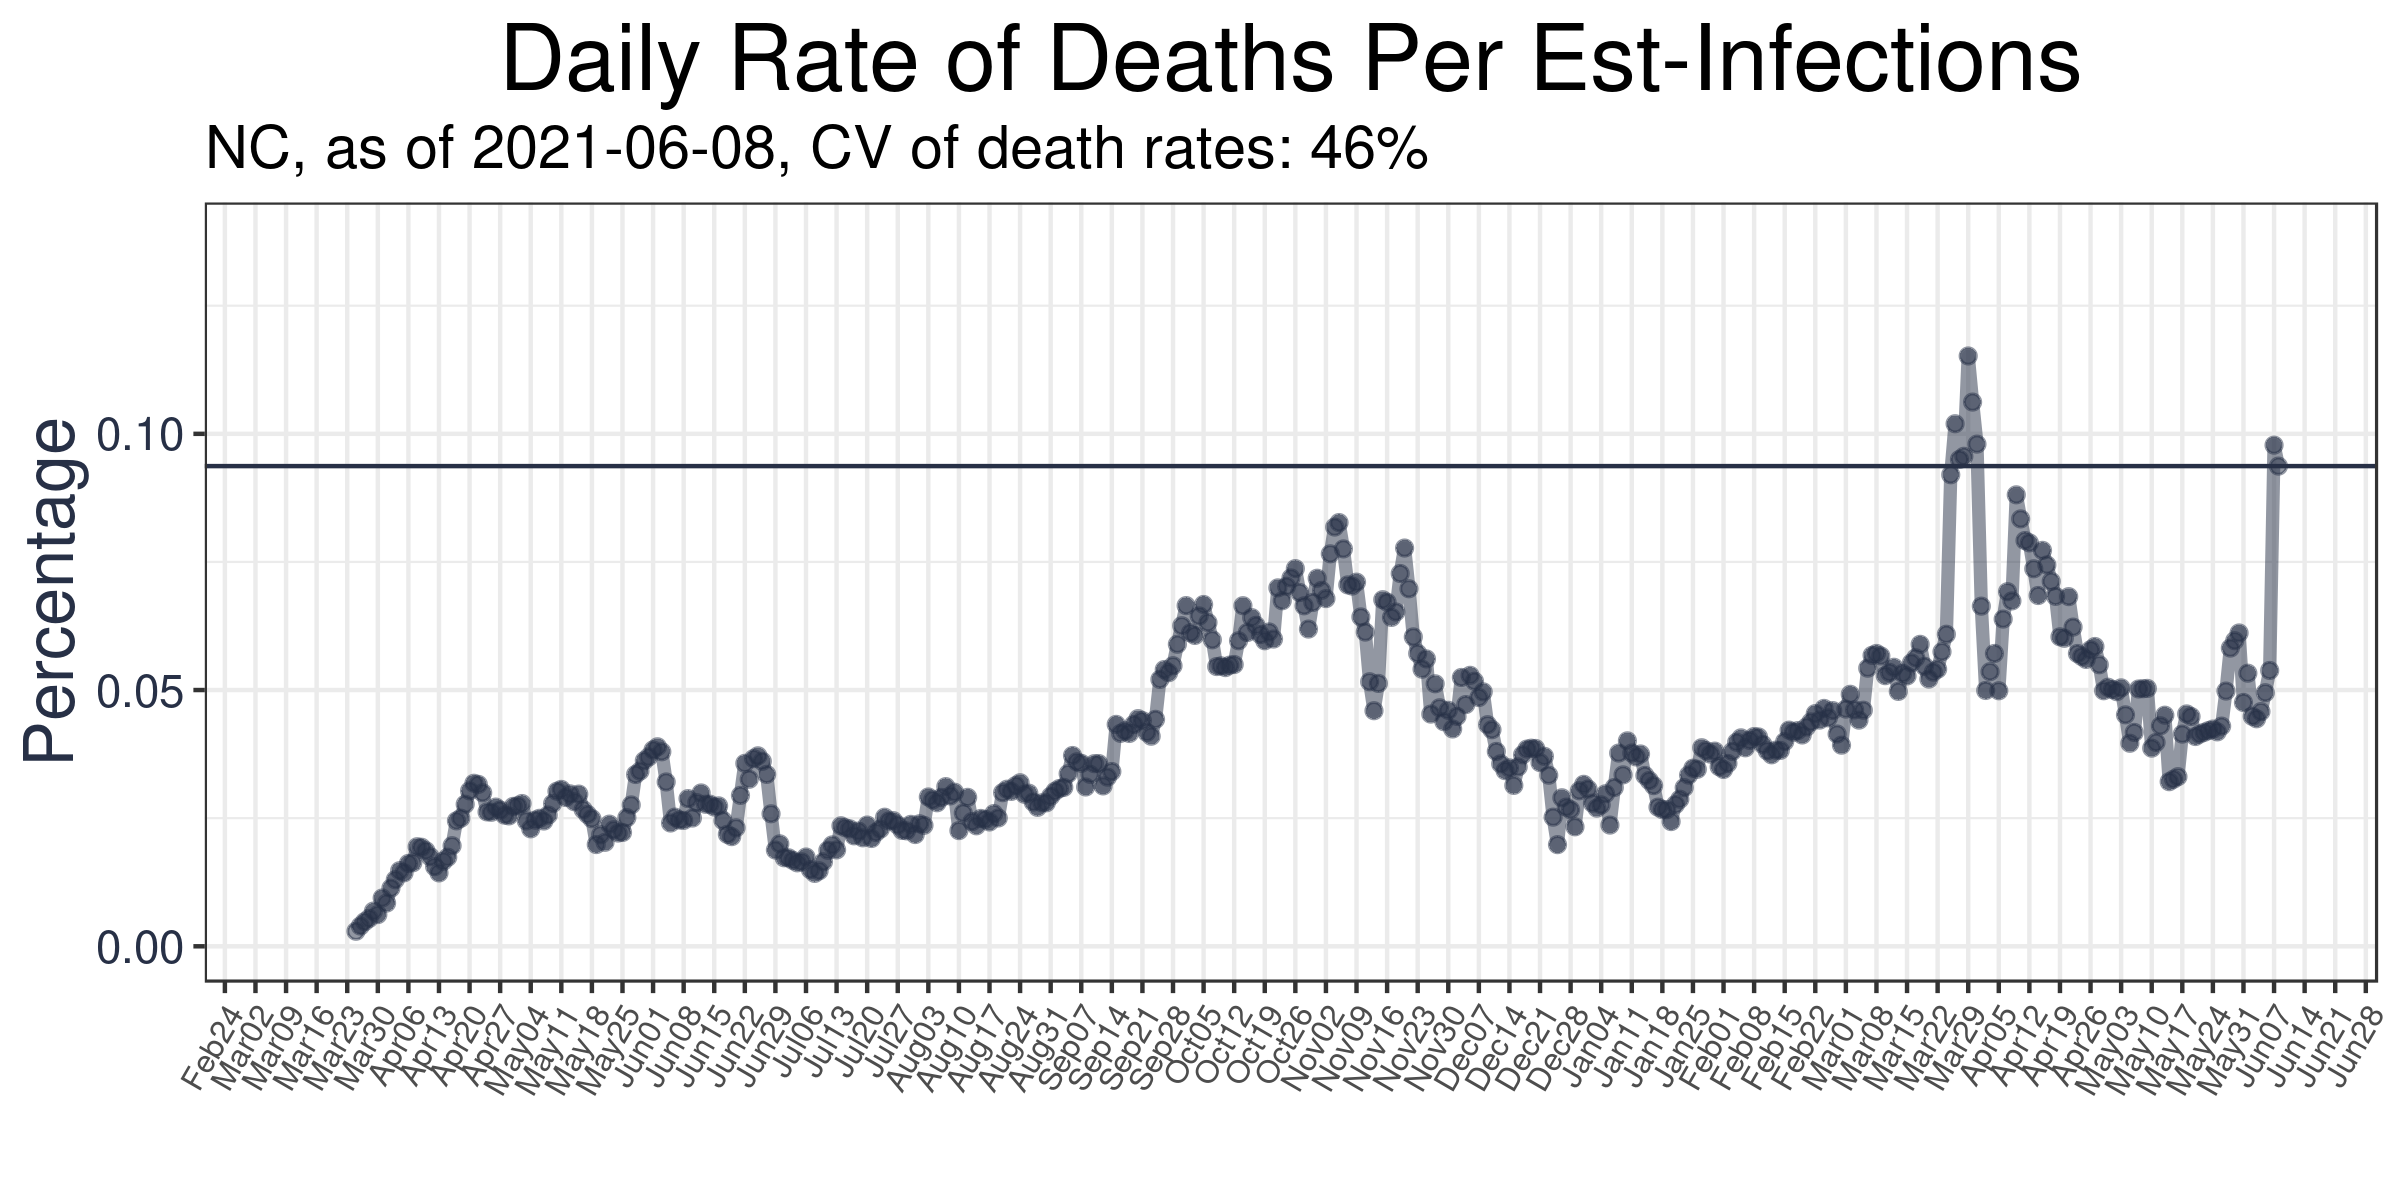 Daily Rate of Deaths Per Est-Infections
NC, as of 2021-06-08, CV of death rates: 46%
Percentage
0.10
0.05
0.00
Feb24
Mar02
Mar09
Mar16
Mar23
Mar30
Apr06
Apr13
Apr20
Apr27
May04
May11
May18
May25
Jun01
Jun08
Jun15
Jun22
Jun29
Jul06
Jul13
Jul20
Jul27
Aug03
Aug10
Aug17
Aug24
Aug31
Sep07
Sep14
Sep21
Sep28
Oct05
Oct12
Oct19
Oct26
Nov02
Nov09
Nov16
Nov23
Nov30
Dec07
Dec14
Dec21
Dec28
Jan04
Jan11
Jan18
Jan25
Feb01
Feb08
Feb15
Feb22
Mar01
Mar08
Mar15
Mar22
Mar29
Apr05
Apr12
Apr19
Apr26
May03
May10
May17
May24
May31
Jun07
Jun14
Jun21
Jun28